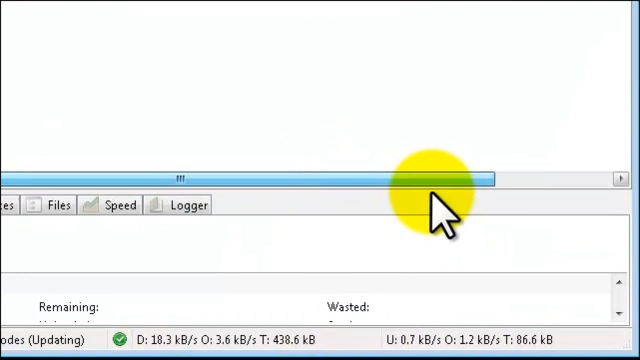 ces Files Speed Logger
Remaining: Wasted:
odes (Updating) D: 18.3 kB/s O: 3.6 kB/s T: 438.6 kB U: 0.7 kB/s O: 1.2 kB/s T: 86.6 kB